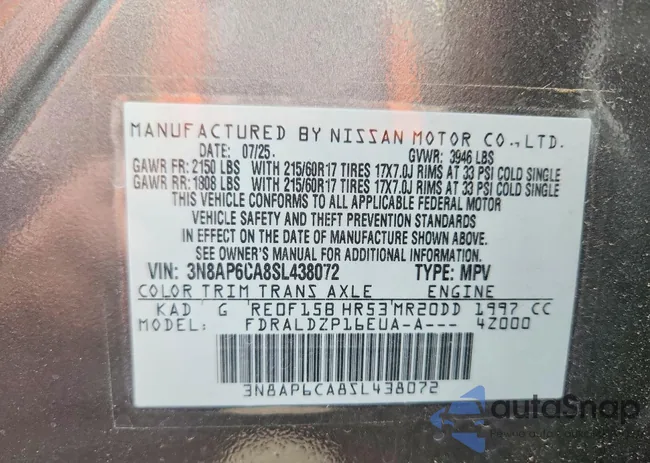 MANUFACTURED BY NISSAN MOTOR CO.,LTD.
DATE: 07/25. GVWR: 3946 LBS
GAWR FR: 2150 LBS WITH 215/60R17 TIRES 17X7.0J RIMS AT 33 PSI COLD SINGLE
GAWR RR: 1808 LBS WITH 215/60R17 TIRES 17X7.0J RIMS AT 33 PSI COLD SINGLE
THIS VEHICLE CONFORMS TO ALL APPLICABLE FEDERAL MOTOR
VEHICLE SAFETY AND THEFT PREVENTION STANDARDS
IN EFFECT ON THE DATE OF MANUFACTURE SHOWN ABOVE.
SEE OWNER'S MANUAL FOR ADDITIONAL INFORMATION.
VIN: 3N8AP6CA8SL438072 TYPE: MPV
COLOR TRIM TRANS AXLE ENGINE
KAD G RE0F15B HR53 MR20DD 1997 CC
MODEL: FDRALDZP16EUA-A--- 4Z000
3N8AP6CA8SL438072
autoSnap